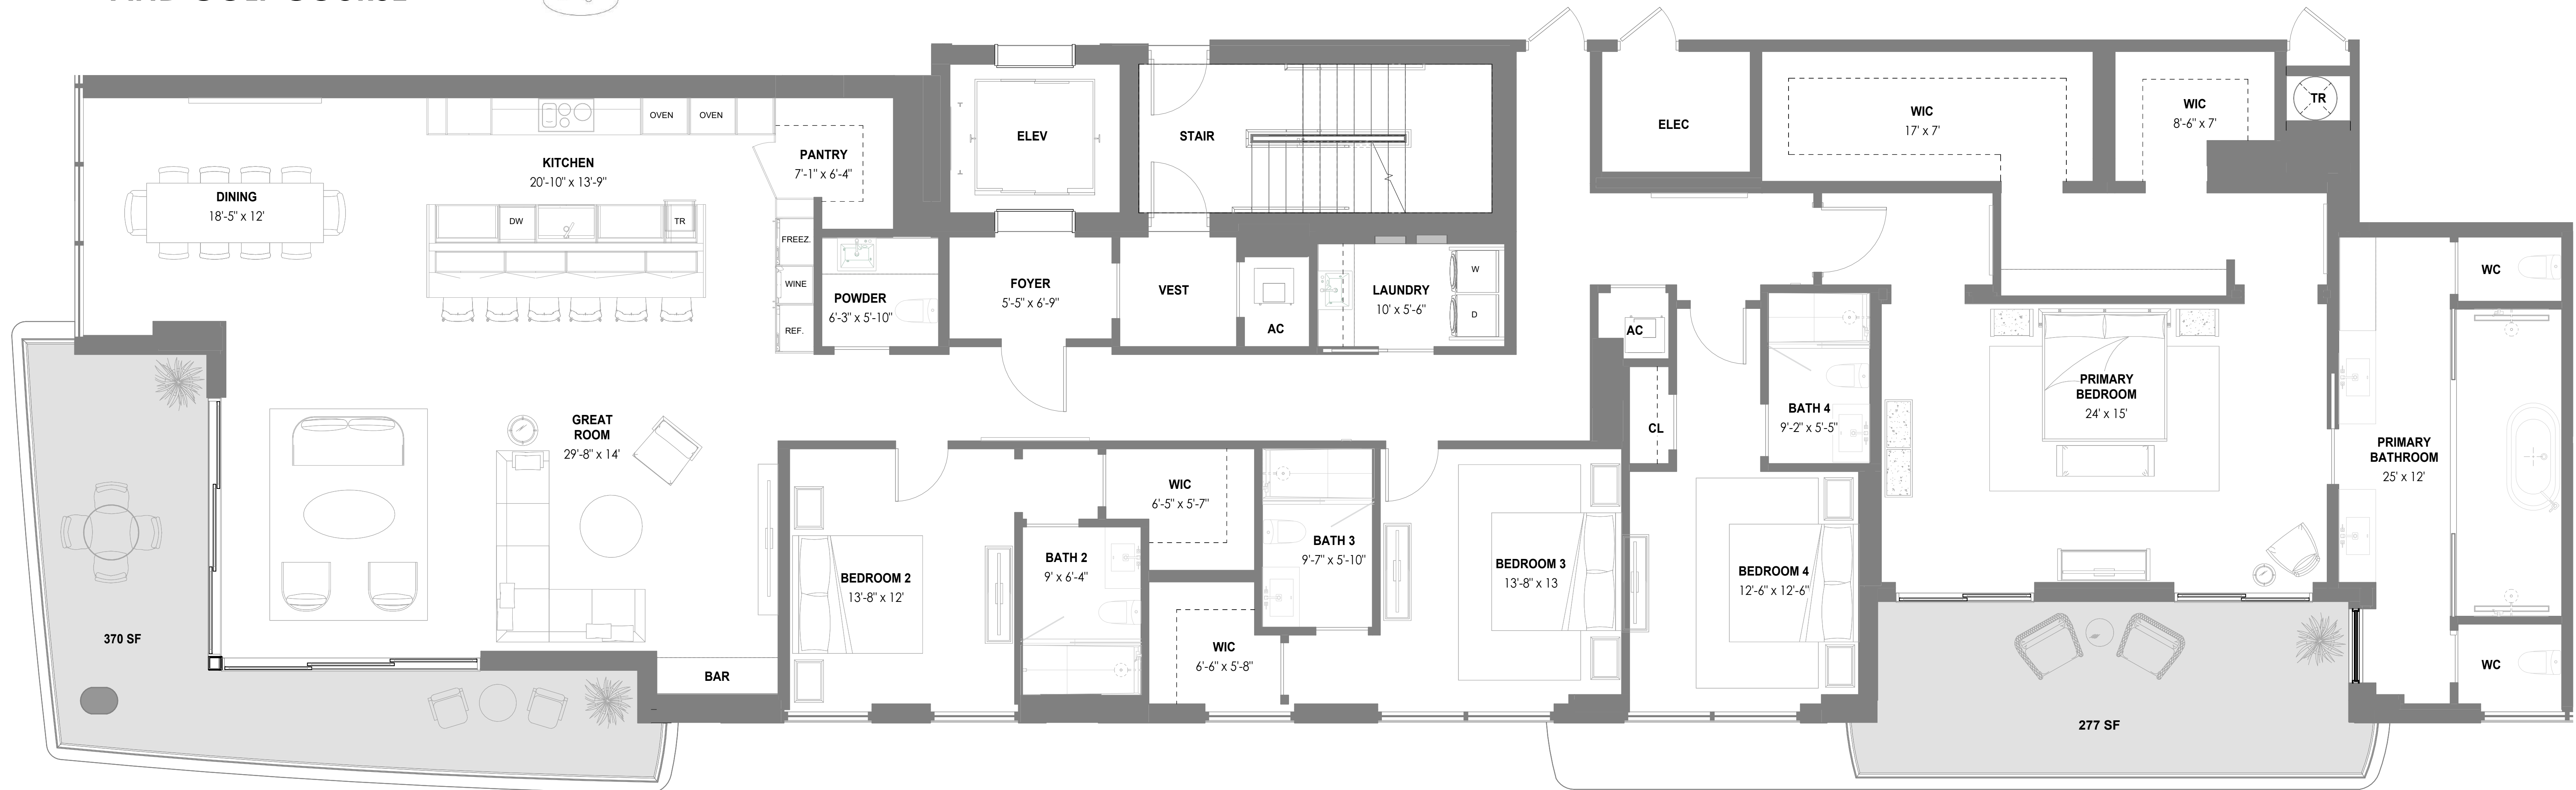 DINING
18'-5" x 12'
KITCHEN
20'-10" x 13'-9"
OVEN
OVEN
DW
TR
PANTRY
7'-1" x 6'-4"
FREEZ.
WINE
REF.
POWDER
6'-3" x 5'-10"
ELEV
STAIR
FOYER
5'-5" x 6'-9"
VEST
AC
LAUNDRY
10' x 5'-6"
W
D
ELEC
WIC
17' x 7'
WIC
8'-6" x 7'
TR
AC
CL
BATH 4
9'-2" x 5'-5"
PRIMARY
BEDROOM
24' x 15'
PRIMARY
BATHROOM
25' x 12'
WC
WC
GREAT
ROOM
29'-8" x 14'
370 SF
BAR
BEDROOM 2
13'-8" x 12'
BATH 2
9' x 6'-4"
WIC
6'-5" x 5'-7"
WIC
6'-6" x 5'-8"
BATH 3
9'-7" x 5'-10"
BEDROOM 3
13'-8" x 13
BEDROOM 4
12'-6" x 12'-6"
277 SF